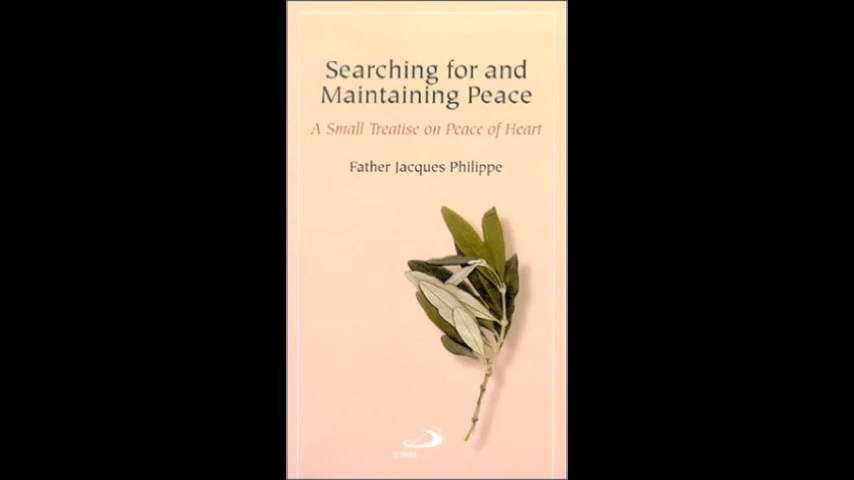 Searching for and
Maintaining Peace
A Small Treatise on Peace of Heart
Father Jacques Philippe